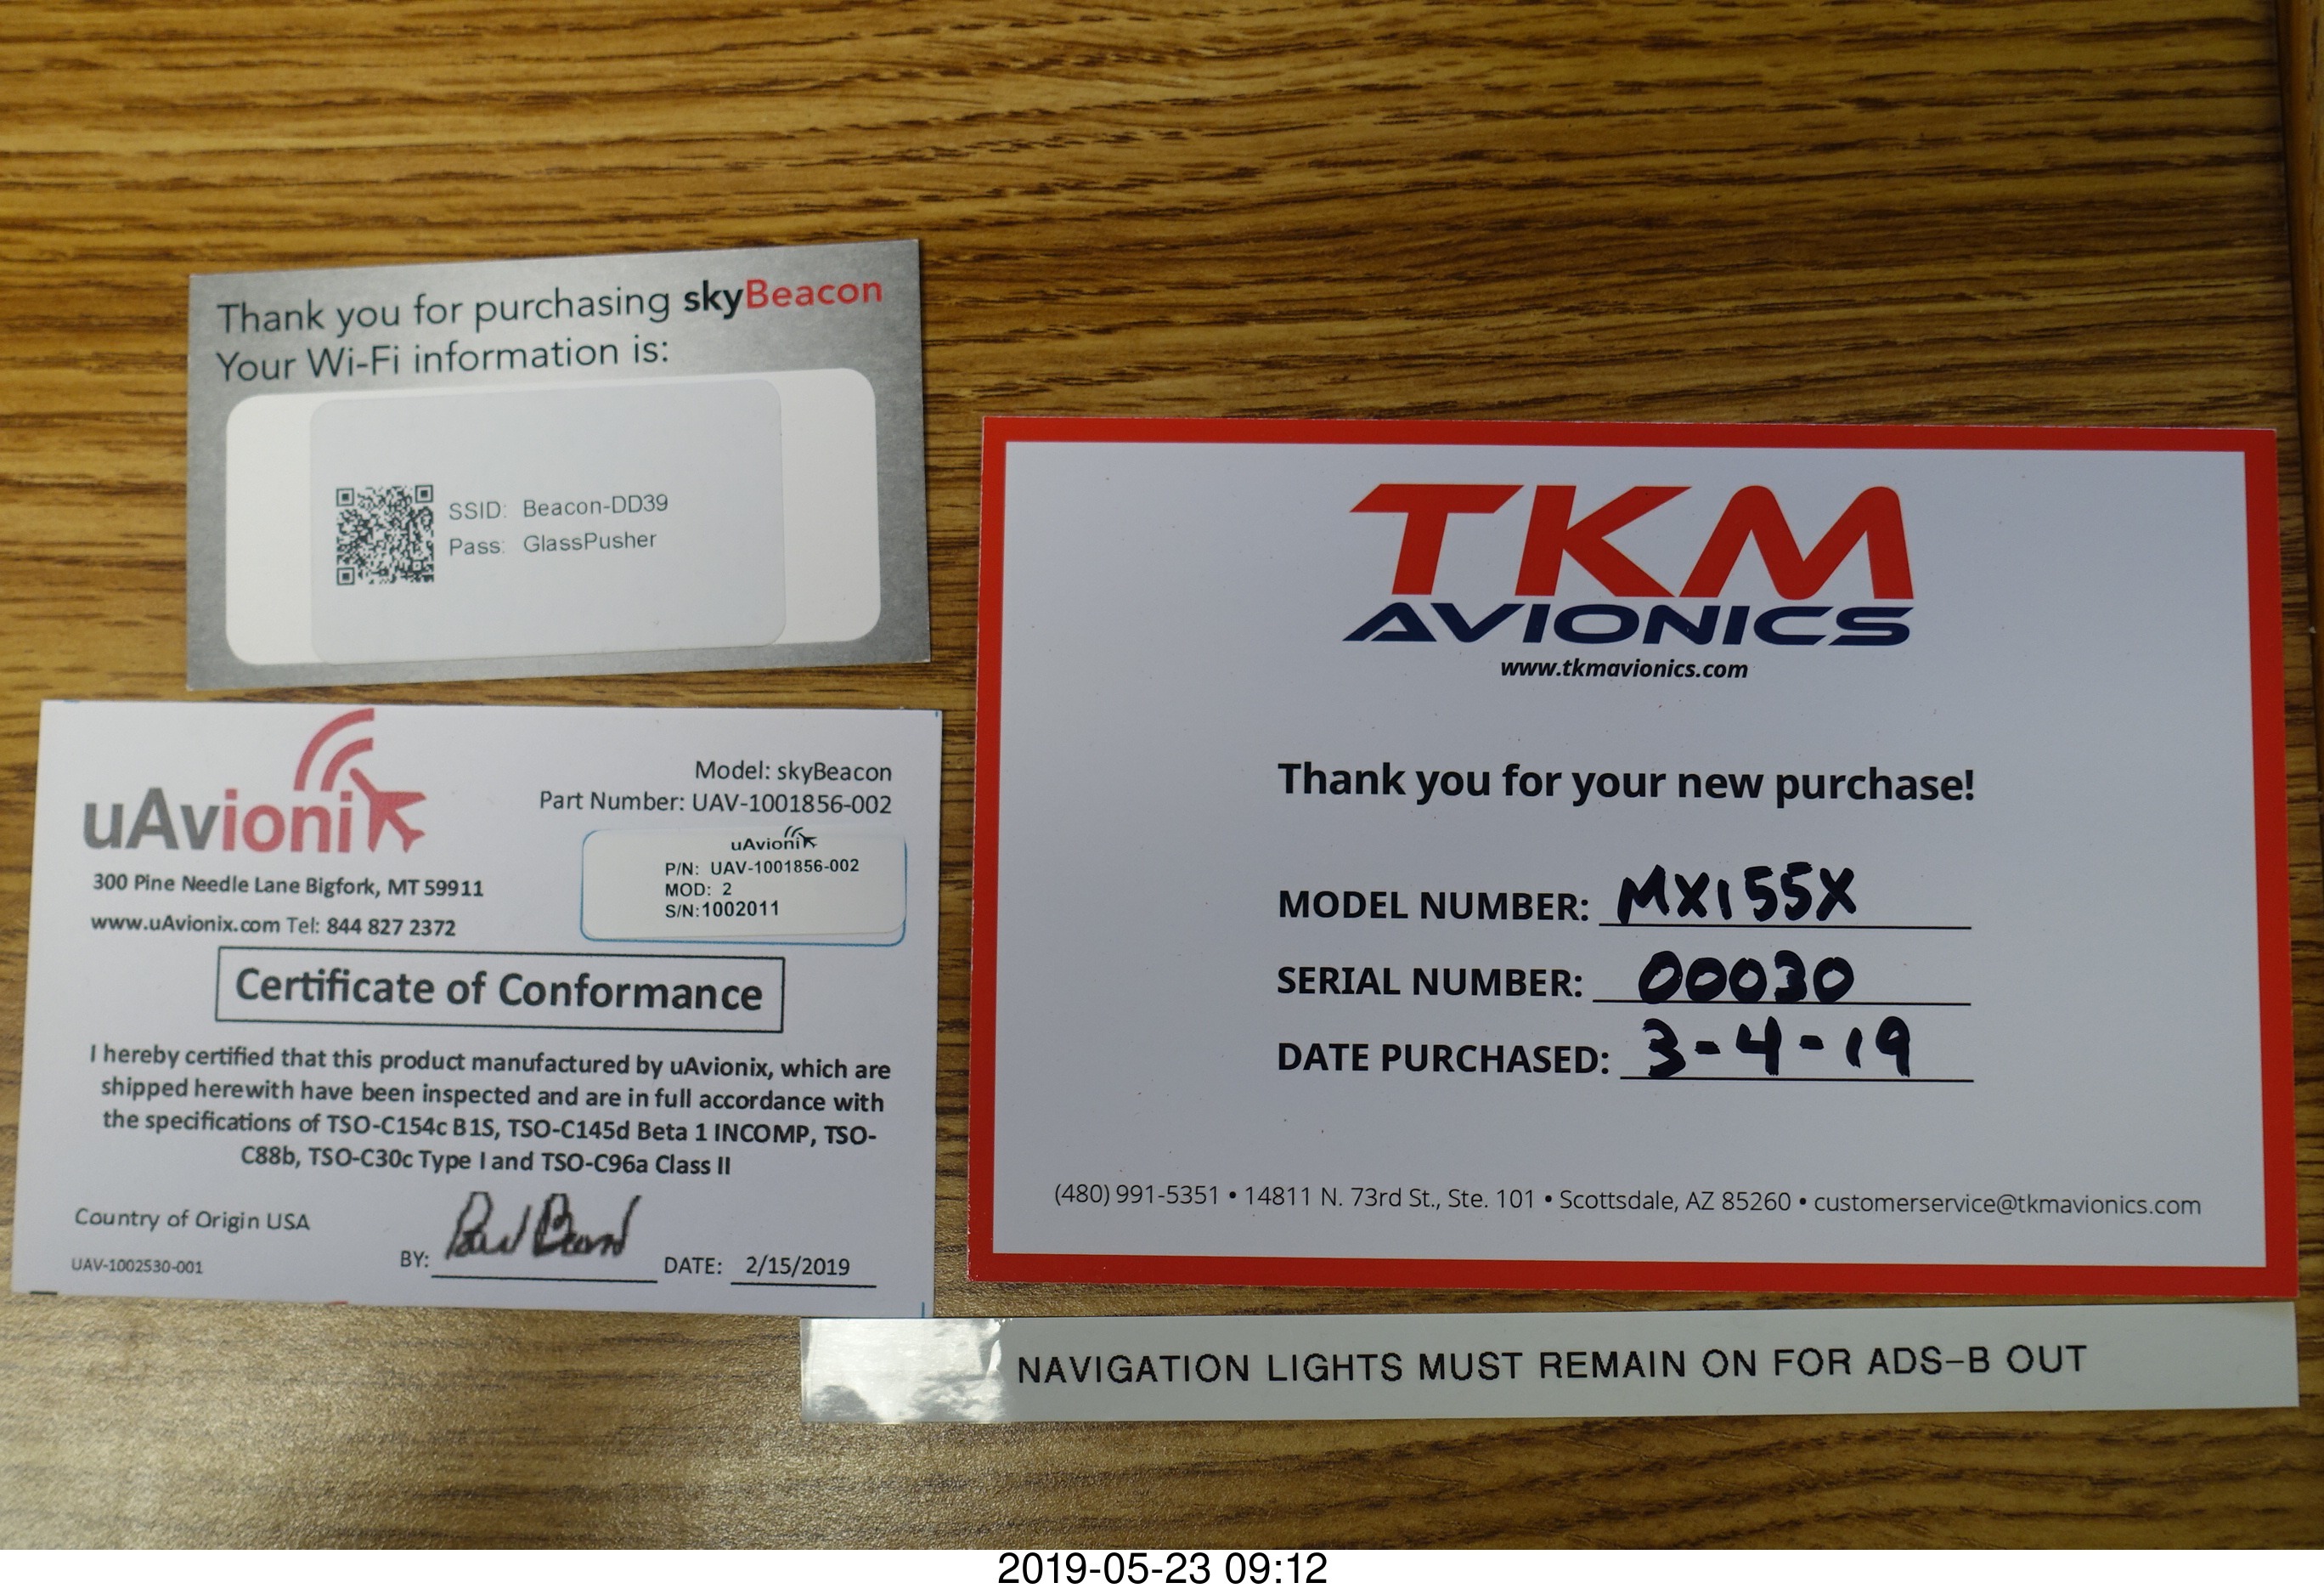 Thank you for purchasing skyBeacon
Your Wi-Fi information is:
SSID: Beacon-DD39
Pass: GlassPusher
uAvionix
300 Pine Needle Lane Bigfork, MT 59911
www.uAvionix.com Tel: 844 827 2372
Model: skyBeacon
Part Number: UAV-1001856-002
uAvionix
P/N: UAV-1001856-002
MOD: 2
S/N:1002011
Certificate of Conformance
I hereby certified that this product manufactured by uAvionix, which are
shipped herewith have been inspected and are in full accordance with
the specifications of TSO-C154c B1S, TSO-C145d Beta 1 INCOMP, TSO-
C88b, TSO-C30c Type I and TSO-C96a Class II
Country of Origin USA
UAV-1002530-001
BY:
DATE: 2/15/2019
TKM
AVIONICS
www.tkmavionics.com
Thank you for your new purchase!
MODEL NUMBER: MX155X
SERIAL NUMBER: 00030
DATE PURCHASED: 3-4-19
(480) 991-5351 • 14811 N. 73rd St., Ste. 101 • Scottsdale, AZ 85260 • customerservice@tkmavionics.com
NAVIGATION LIGHTS MUST REMAIN ON FOR ADS-B OUT
2019-05-23 09:12